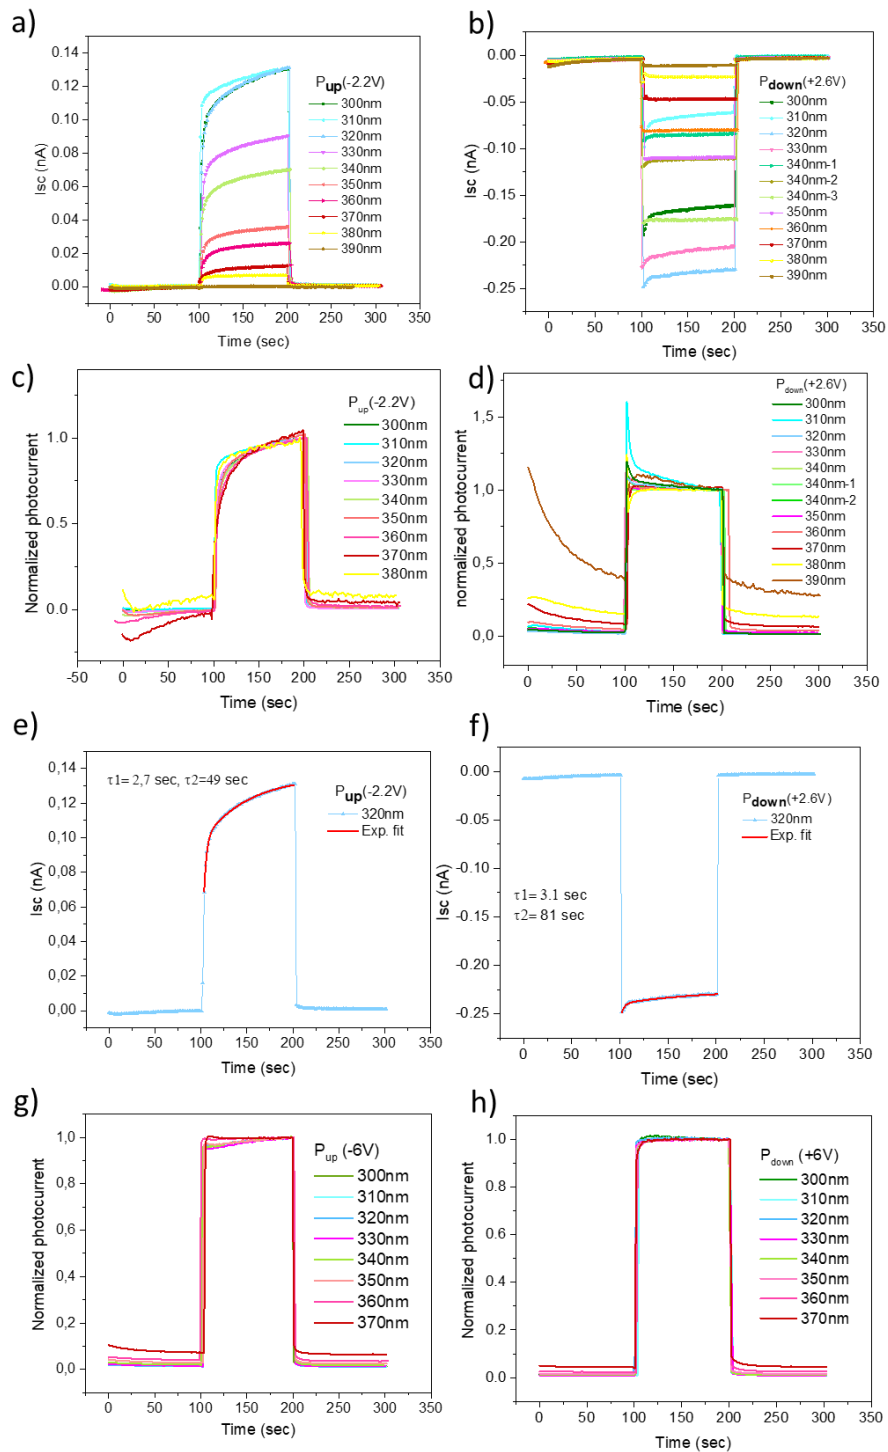 a)
Isc (nA)
0.14
0.12
0.10
0.08
0.06
0.04
0.02
0.00
0 50 100 150 200 250 300 350
Time (sec)
Pup(-2.2V)
300nm
310nm
320nm
330nm
340nm
350nm
360nm
370nm
380nm
390nm
b)
Isc (nA)
0.00
-0.05
-0.10
-0.15
-0.20
-0.25
0 50 100 150 200 250 300 350
Time (sec)
Pdown(+2.6V)
300nm
310nm
320nm
330nm
340nm-1
340nm-2
340nm-3
350nm
360nm
370nm
380nm
390nm
c)
Normalized photocurrent
1.0
0.5
0.0
-50 0 50 100 150 200 250 300 350
Time (sec)
Pup(-2.2V)
300nm
310nm
320nm
330nm
340nm
350nm
360nm
370nm
380nm
d)
normalized photocurrent
1,5
1,0
0,5
0,0
0 50 100 150 200 250 300 350
Time (sec)
Pdown(+2.6V)
300nm
310nm
320nm
330nm
340nm
340nm-1
340nm-2
350nm
360nm
370nm
380nm
390nm
e)
Isc (nA)
0,14
0,12
0,10
0,08
0,06
0,04
0,02
0,00
0 50 100 150 200 250 300 350
Time (sec)
τ1= 2,7 sec, τ2=49 sec
Pup(-2.2V)
320nm
Exp. fit
f)
Isc (nA)
0.00
-0.05
-0.10
-0.15
-0.20
-0.25
0 50 100 150 200 250 300 350
Time (sec)
Pdown(+2.6V)
320nm
Exp. fit
τ1= 3.1 sec
τ2= 81 sec
g)
Normalized photocurrent
1,0
0,8
0,6
0,4
0,2
0,0
0 50 100 150 200 250 300 350
Time (sec)
Pup (-6V)
300nm
310nm
320nm
330nm
340nm
350nm
360nm
370nm
h)
Normalized photocurrent
1.0
0.8
0.6
0.4
0.2
0.0
0 50 100 150 200 250 300 350
Time (sec)
Pdown (+6V)
300nm
310nm
320nm
330nm
340nm
350nm
360nm
370nm